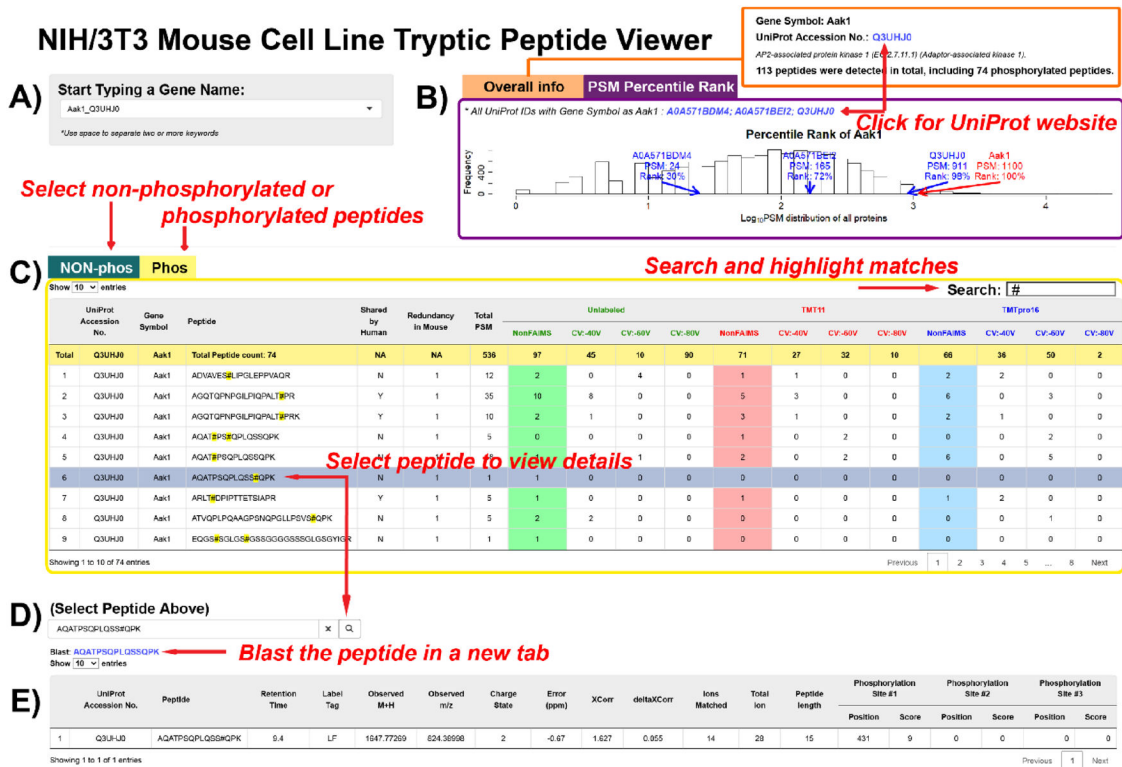 Gene Symbol: Aak1
NIH/3T3 Mouse Cell Line Tryptic Peptide Viewer
UniProt Accession No.: Q3UHJ0
AP2-associated protein kinase 1 (EC 2.7.11.1) (Adaptor-associated kinase 1).
113 peptides were detected in total, including 74 phosphorylated peptides.
A)
Start Typing a Gene Name:
Aak1_Q3UHJ0
*Use space to separate two or more keywords
B)
Overall info PSM Percentile Rank
* All UniProt IDs with Gene Symbol as Aak1 : A0A571BDM4; A0A571BEI2; Q3UHJ0
Click for UniProt website
Percentile Rank of Aak1
A0A571BDM4 A0A571BEI2 Q3UHJ0 Aak1
PSM: 24 PSM: 165 PSM: 911 PSM: 1100
Rank: 30% Rank: 72% Rank: 98% Rank: 100%
Frequency
0 400
0 1 2 3 4
Log10PSM distribution of all proteins
Select non-phosphorylated or
phosphorylated peptides
C)
NON-phos Phos
Search and highlight matches
Show 10 entries
Search: #
UniProt Accession No. Gene Symbol Peptide Shared by Human Redundancy in Mouse Total PSM Unlabeled TMT11 TMTpro16
NonFAIMS CV:-40V CV:-60V CV:-80V NonFAIMS CV:-40V CV:-60V CV:-80V NonFAIMS CV:-40V CV:-60V CV:-80V
Total Q3UHJ0 Aak1 Total Peptide count: 74 NA NA 536 97 45 10 90 71 27 32 10 66 36 50 2
1 Q3UHJ0 Aak1 ADVAVES#LIPGLEPPVAQR N 1 12 2 0 4 0 1 1 0 0 2 2 0 0
2 Q3UHJ0 Aak1 AGQTQPNPGILPIQPALT#PR Y 1 35 10 8 0 0 5 3 0 0 6 0 3 0
3 Q3UHJ0 Aak1 AGQTQPNPGILPIQPALT#PRK Y 1 10 2 1 0 0 3 1 0 0 2 1 0 0
4 Q3UHJ0 Aak1 AQAT#PS#QPLQSSQPK N 1 5 0 0 0 0 1 0 2 0 0 0 2 0
5 Q3UHJ0 Aak1 AQAT#PSQPLQSSQPK N 1 1 0 2 0 2 0 6 0 5 0
Select peptide to view details
6 Q3UHJ0 Aak1 AQATPSQPLQSS#QPK N 1 1 1 0 0 0 0 0 0 0 0 0 0 0
7 Q3UHJ0 Aak1 ARLT#DPIPTTETSIAPR Y 1 5 1 0 0 0 1 0 0 0 1 2 0 0
8 Q3UHJ0 Aak1 ATVQPLPQAAGPSNQPGLLPSVS#QPK N 1 5 2 2 0 0 0 0 0 0 0 0 1 0
9 Q3UHJ0 Aak1 EQGS#SGLGS#GSSGGGGSSSGLGSGYIGR N 1 1 1 0 0 0 0 0 0 0 0 0 0 0
Showing 1 to 10 of 74 entries
Previous 1 2 3 4 5 ... 8 Next
D)
(Select Peptide Above)
AQATPSQPLQSS#QPK
Blast: AQATPSQPLQSSQPK
Blast the peptide in a new tab
Show 10 entries
E)
UniProt Accession No. Peptide Retention Time Label Tag Observed M+H Observed m/z Charge State Error (ppm) XCorr deltaXCorr Ions Matched Total Ion Peptide length Phosphorylation Site #1 Phosphorylation Site #2 Phosphorylation Site #3
Position Score Position Score Position Score
1 Q3UHJ0 AQATPSQPLQSS#QPK 9.4 LF 1647.77269 824.38998 2 -0.67 1.627 0.055 14 28 15 431 9 0 0 0 0
Showing 1 to 1 of 1 entries
Previous 1 Next